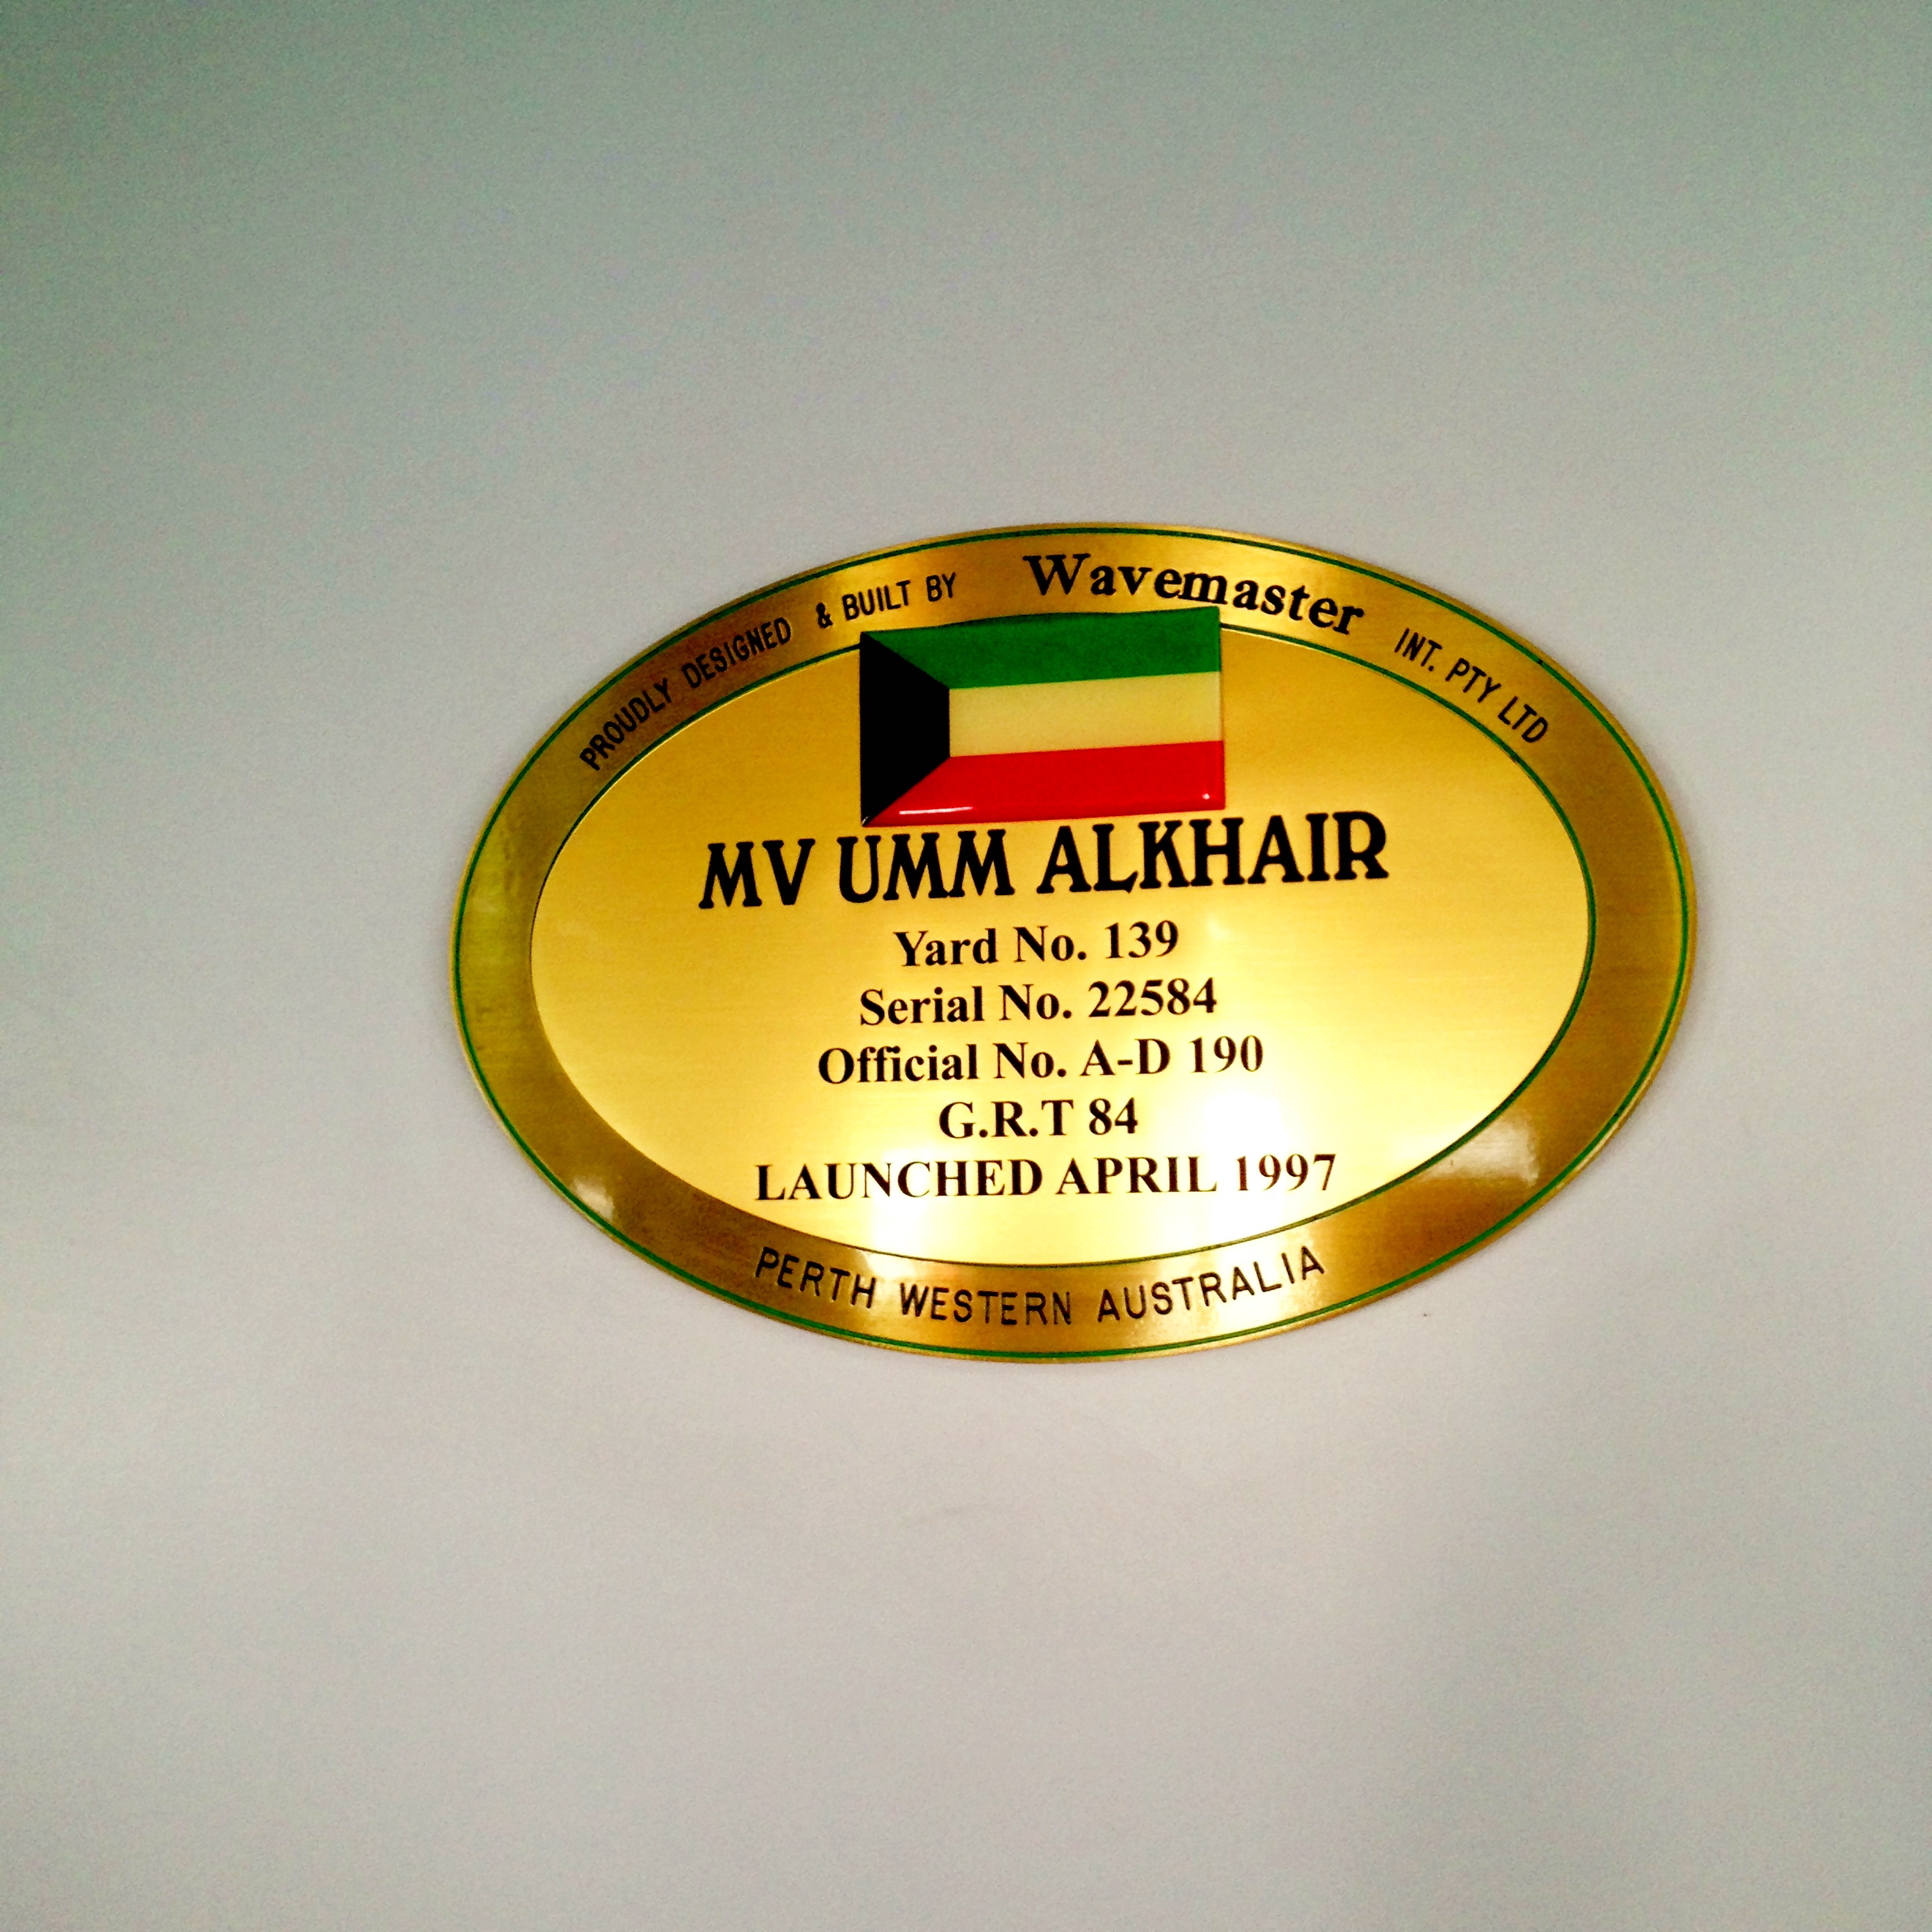 PROUDLY DESIGNED & BUILT BY Wavemaster INT. PTY LTD
MV UMM ALKHAIR
Yard No. 139
Serial No. 22584
Official No. A-D 190
G.R.T 84
LAUNCHED APRIL 1997
PERTH WESTERN AUSTRALIA